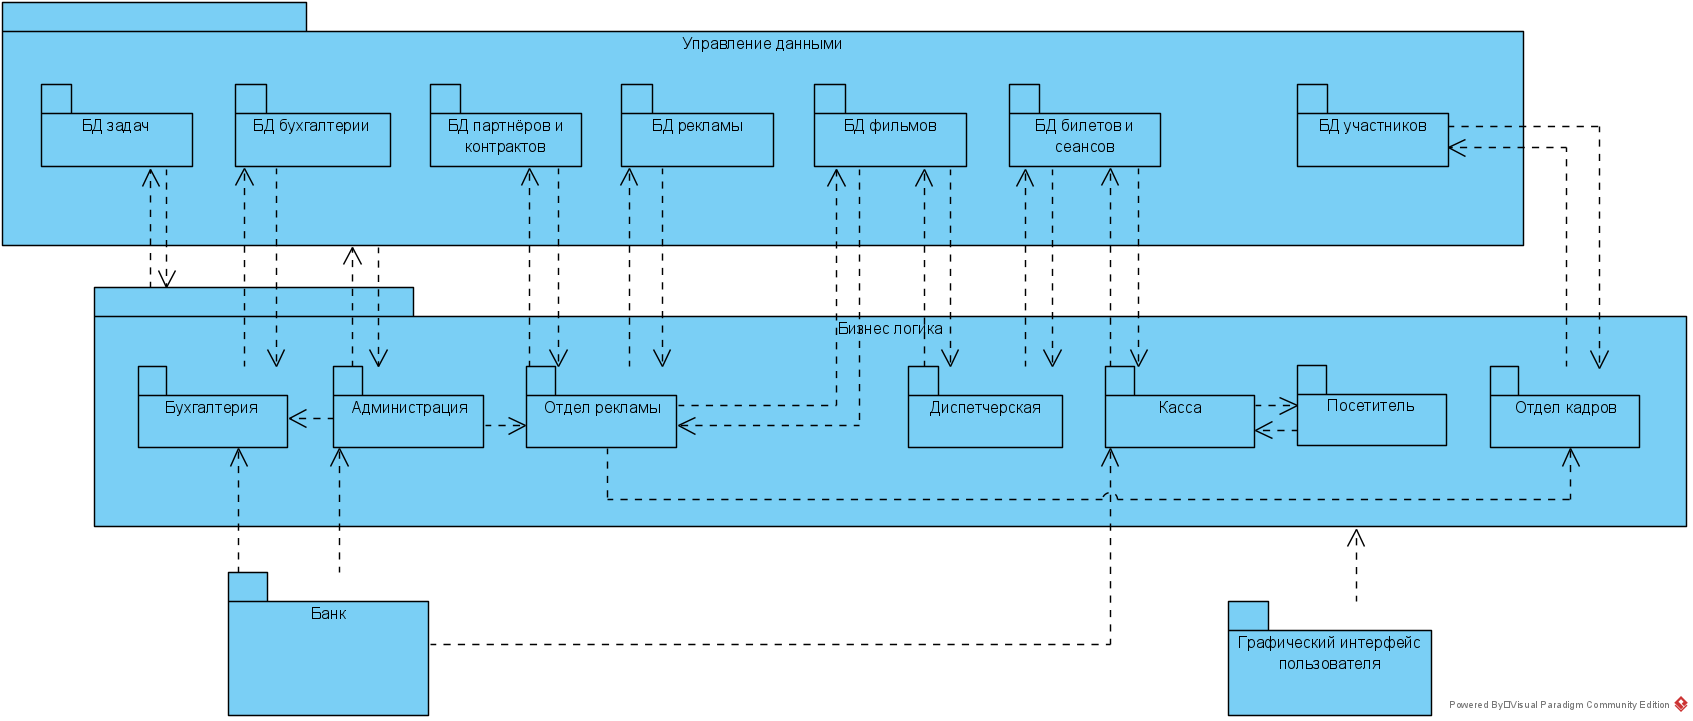 Управление данными
БД задач
БД бухгалтерии
БД партнёров и
контрактов
БД рекламы
БД фильмов
БД билетов и
сеансов
БД участников
Бизнес логика
Бухгалтерия
Администрация
Отдел рекламы
Диспетчерская
Касса
Посетитель
Отдел кадров
Банк
Графический интерфейс
пользователя
Powered By□Visual Paradigm Community Edition